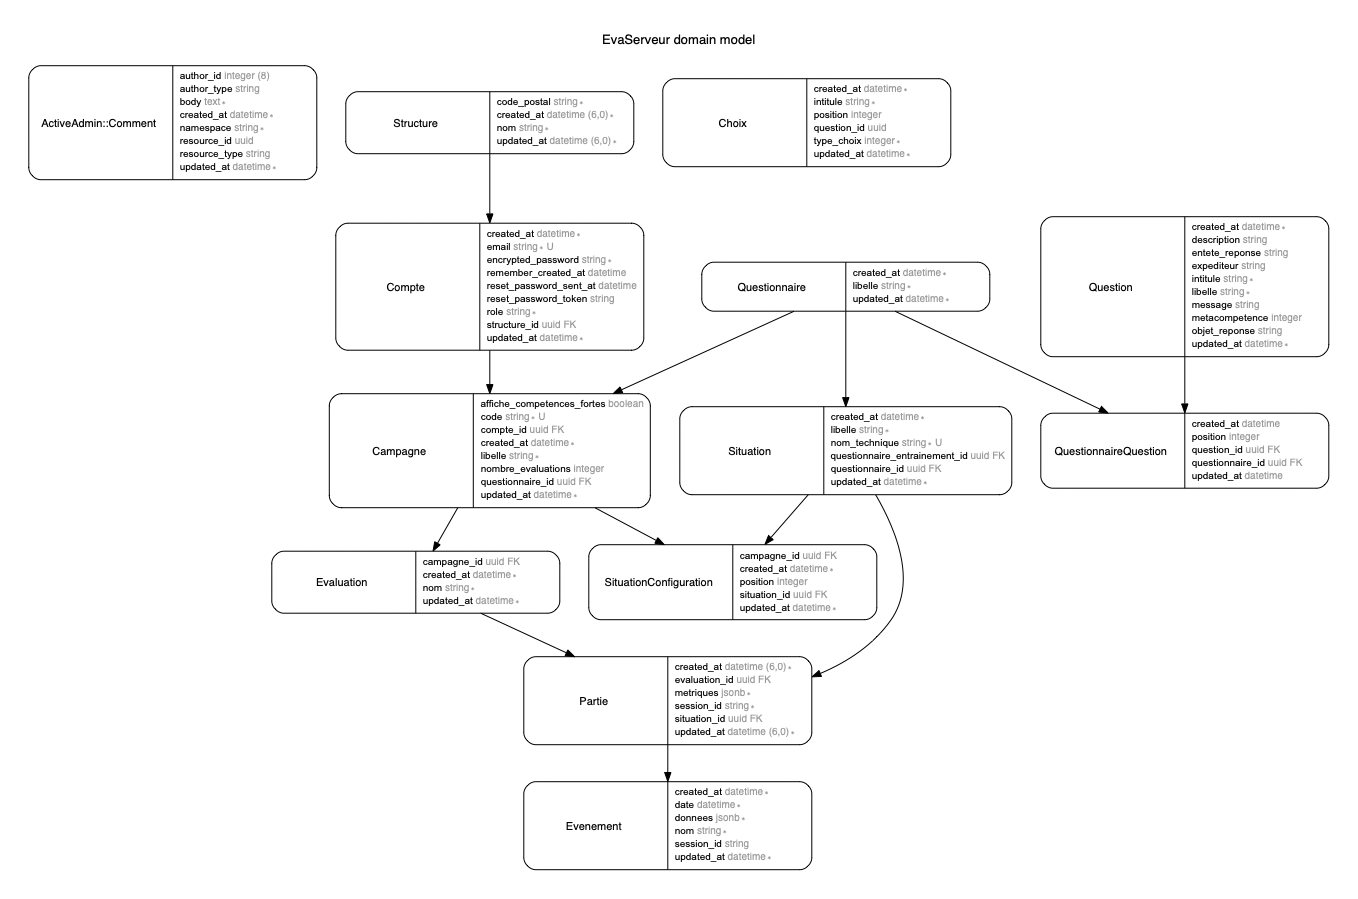 EvaServeur domain model
ActiveAdmin::Comment
author_id integer (8)
author_type string
body text *
created_at datetime *
namespace string *
resource_id uuid
resource_type string
updated_at datetime *
Structure
code_postal string *
created_at datetime (6,0) *
nom string *
updated_at datetime (6,0) *
Choix
created_at datetime *
intitule string *
position integer
question_id uuid
type_choix integer *
updated_at datetime *
Compte
created_at datetime *
email string * U
encrypted_password string *
remember_created_at datetime
reset_password_sent_at datetime
reset_password_token string
role string *
structure_id uuid FK
updated_at datetime *
Questionnaire
created_at datetime *
libelle string *
updated_at datetime *
Question
created_at datetime *
description string
entete_reponse string
expediteur string
intitule string *
libelle string *
message string
metacompetence integer
objet_reponse string
updated_at datetime *
Campagne
affiche_competences_fortes boolean
code string * U
compte_id uuid FK
created_at datetime *
libelle string *
nombre_evaluations integer
questionnaire_id uuid FK
updated_at datetime *
Situation
created_at datetime *
libelle string *
nom_technique string * U
questionnaire_entrainement_id uuid FK
questionnaire_id uuid FK
updated_at datetime *
QuestionnaireQuestion
created_at datetime
position integer
question_id uuid FK
questionnaire_id uuid FK
updated_at datetime
Evaluation
campagne_id uuid FK
created_at datetime *
nom string *
updated_at datetime *
SituationConfiguration
campagne_id uuid FK
created_at datetime *
position integer
situation_id uuid FK
updated_at datetime *
Partie
created_at datetime (6,0) *
evaluation_id uuid FK
metriques jsonb *
session_id string *
situation_id uuid FK
updated_at datetime (6,0) *
Evenement
created_at datetime *
date datetime *
donnees jsonb *
nom string *
session_id string
updated_at datetime *